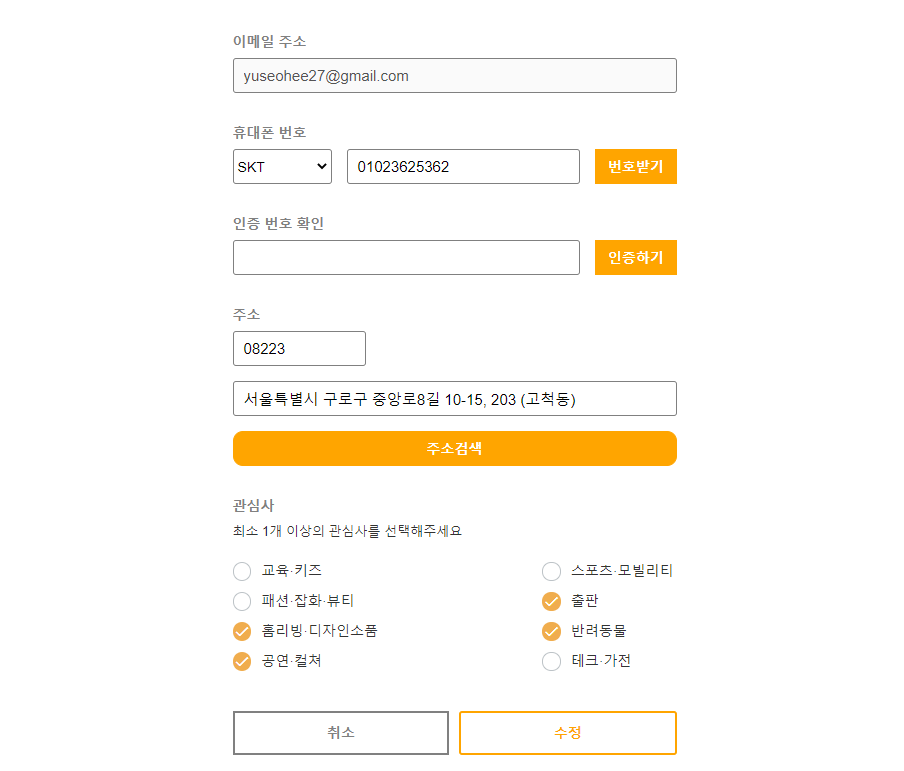 이메일 주소
yuseohee27@gmail.com
휴대폰 번호
SKT 01023625362 번호받기
인증 번호 확인
인증하기
주소
08223
서울특별시 구로구 중앙로8길 10-15, 203 (고척동)
주소검색
관심사
최소 1개 이상의 관심사를 선택해주세요
교육·키즈 스포츠·모빌리티
패션·잡화·뷰티 출판
홈리빙·디자인소품 반려동물
공연·컬쳐 테크·가전
취소 수정